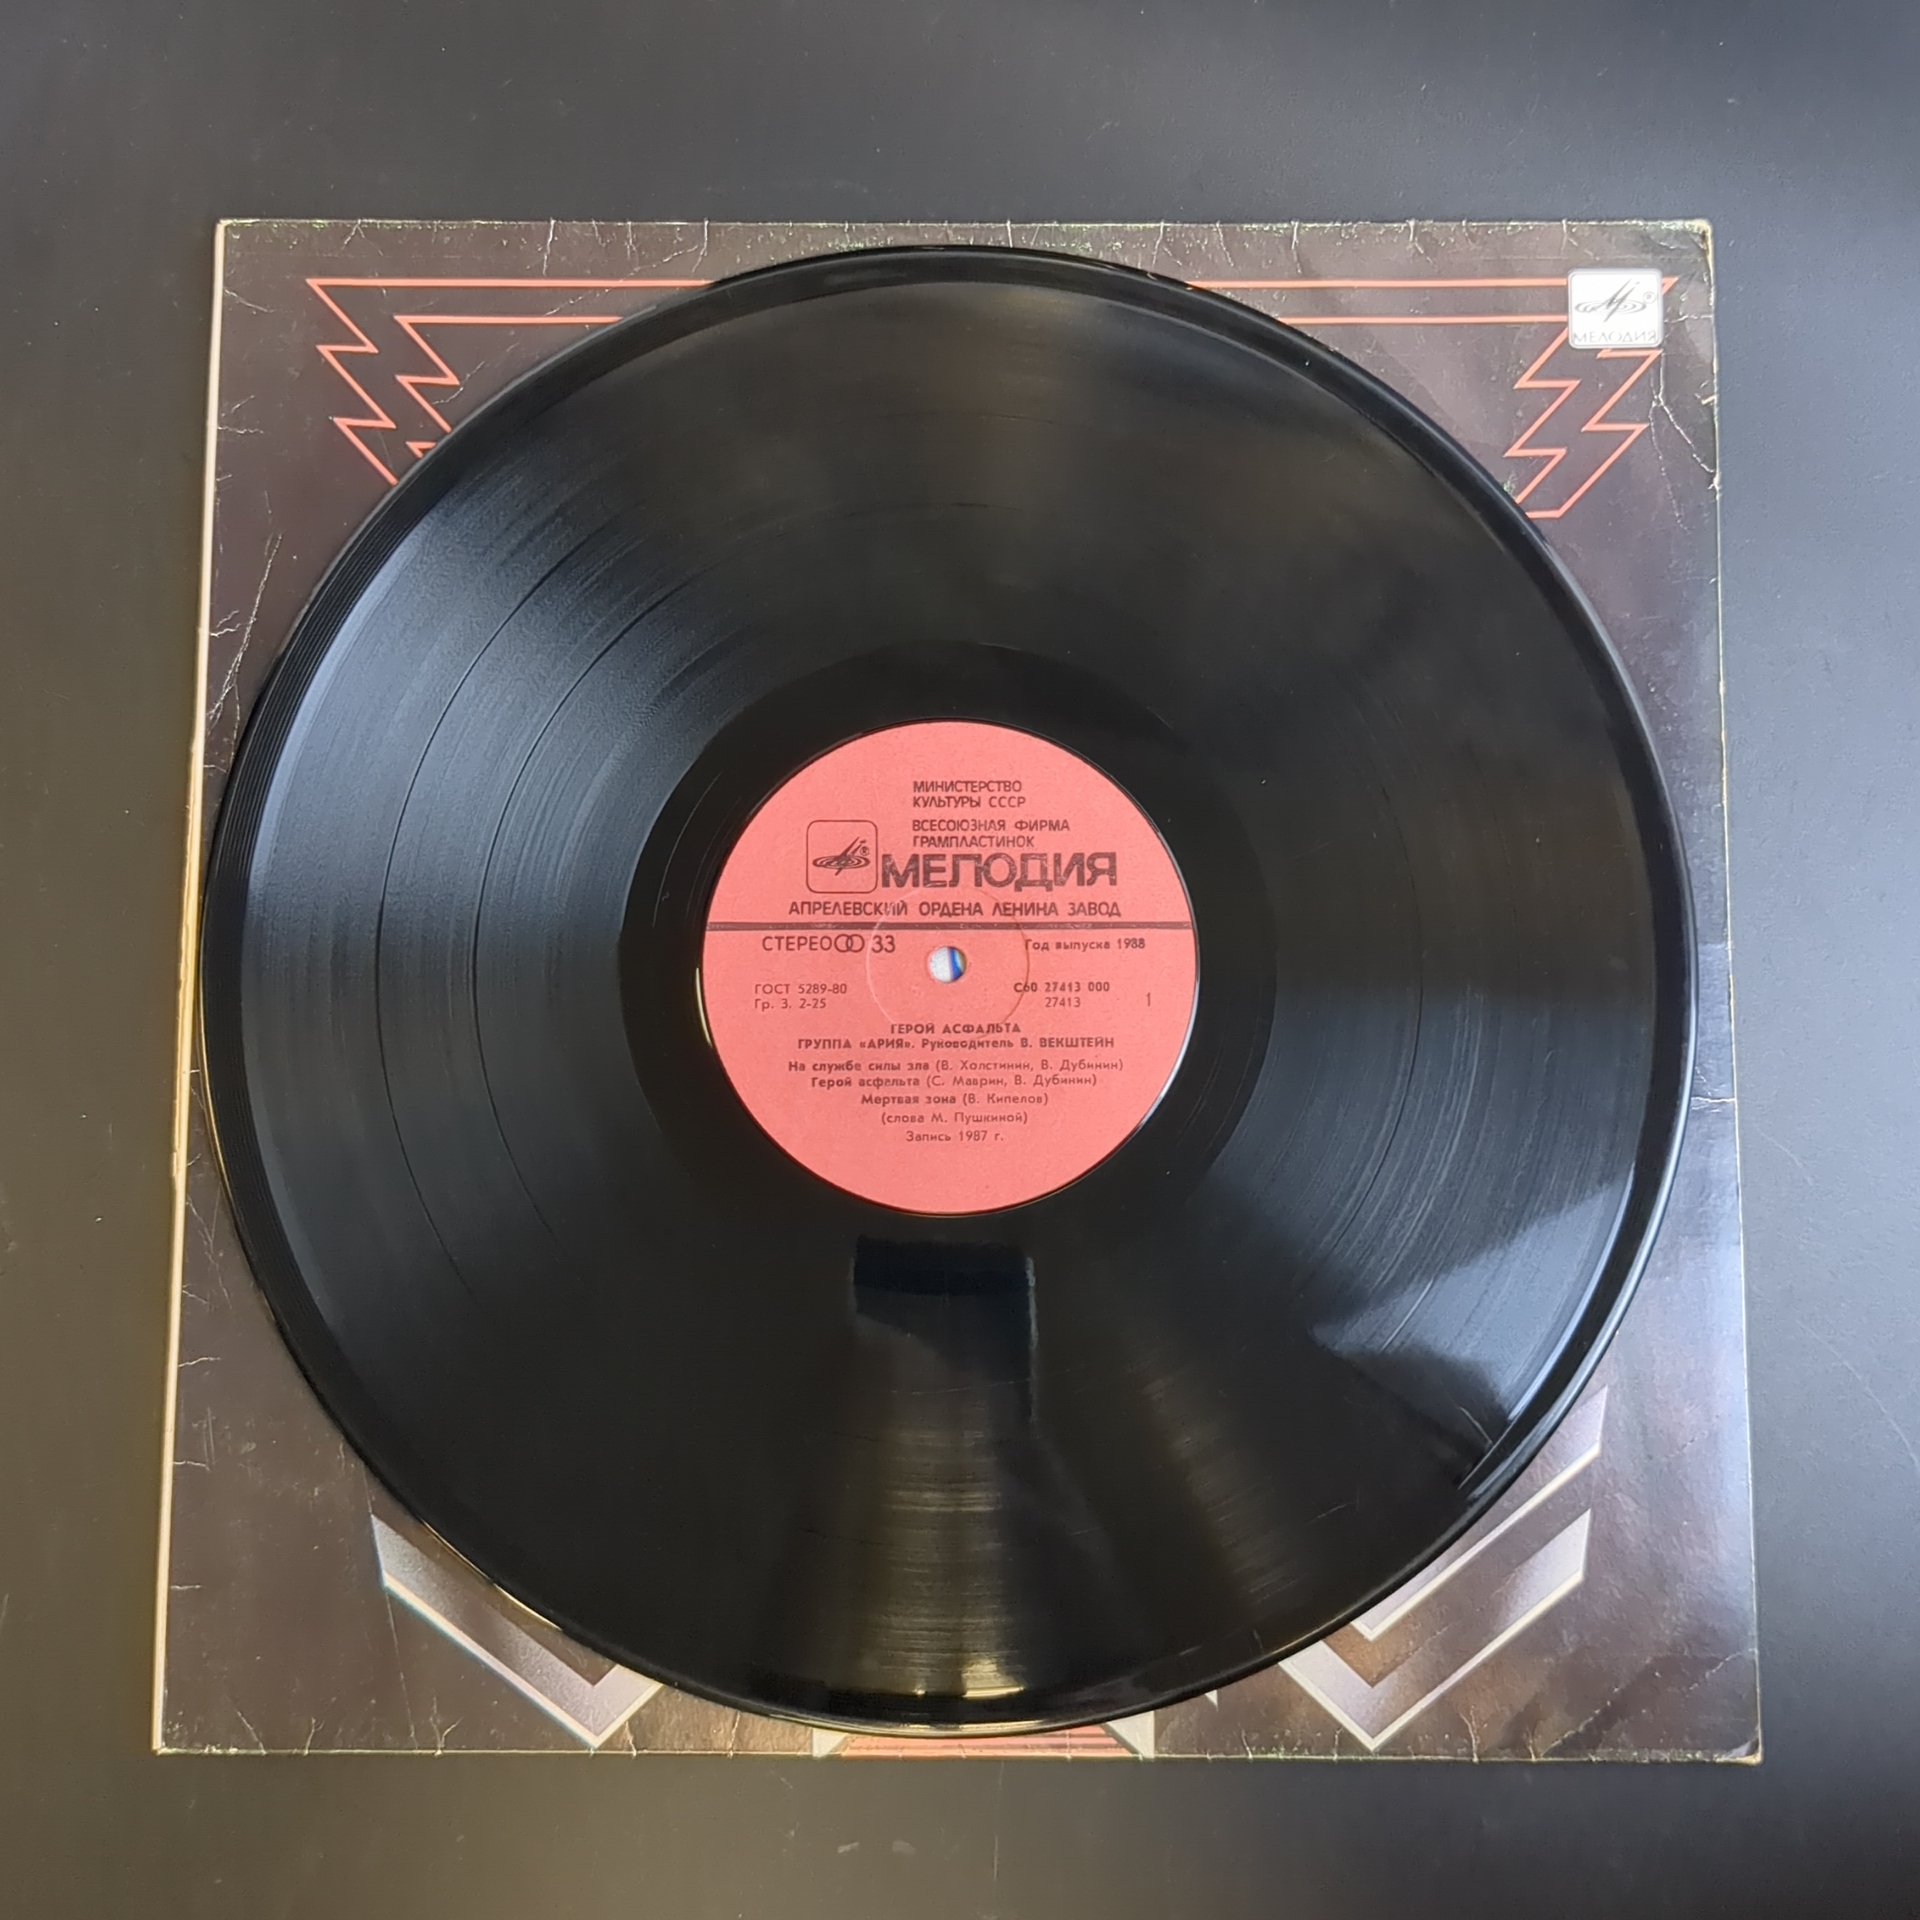 МЕЛОДИЯ
МИНИСТЕРСТВО
КУЛЬТУРЫ СССР
ВСЕСОЮЗНАЯ ФИРМА
ГРАМПЛАСТИНОК
МЕЛОДИЯ
АПРЕЛЕВСКИЙ ОРДЕНА ЛЕНИНА ЗАВОД
СТЕРЕО 33 Год выпуска 1988
ГОСТ 5289-80 С60 27413 000
Гр. 3. 2-25 27413 1
ГЕРОЙ АСФАЛЬТА
ГРУППА «АРИЯ». Руководитель В. ВЕКШТЕЙН
На службе силы зла (В. Холстинин, В. Дубинин)
Герой асфальта (С. Маврин, В. Дубинин)
Мертвая зона (В. Кипелов)
(слова М. Пушкиной)
Запись 1987 г.